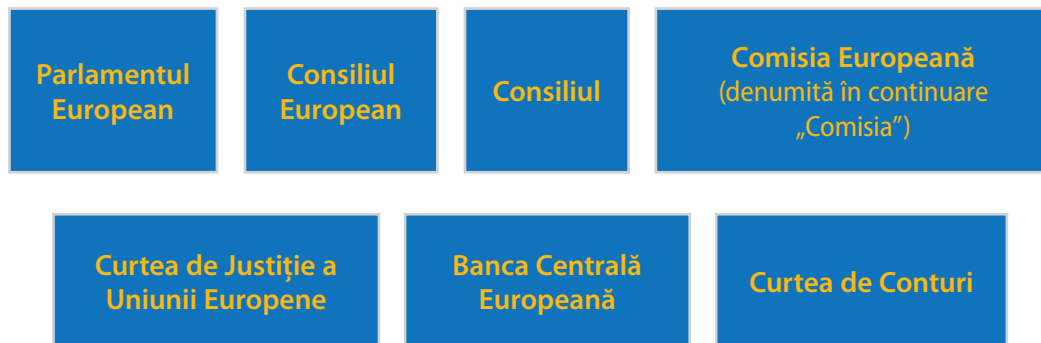 Parlamentul
European
Consiliul
European
Consiliul
Comisia Europeană
(denumită în continuare
„Comisia”)
Curtea de Justiție a
Uniunii Europene
Banca Centrală
Europeană
Curtea de Conturi